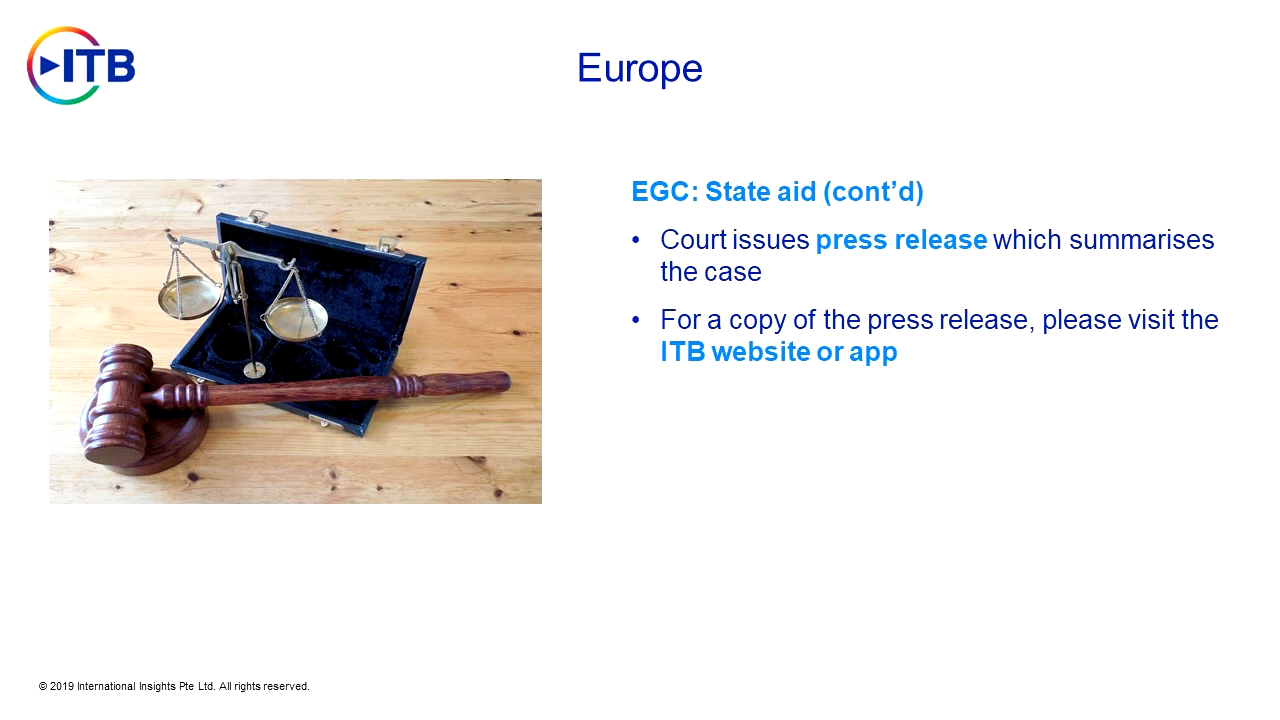 ITB
Europe
EGC: State aid (cont’d)
• Court issues press release which summarises
the case
• For a copy of the press release, please visit the
ITB website or app
© 2019 International Insights Pte Ltd. All rights reserved.